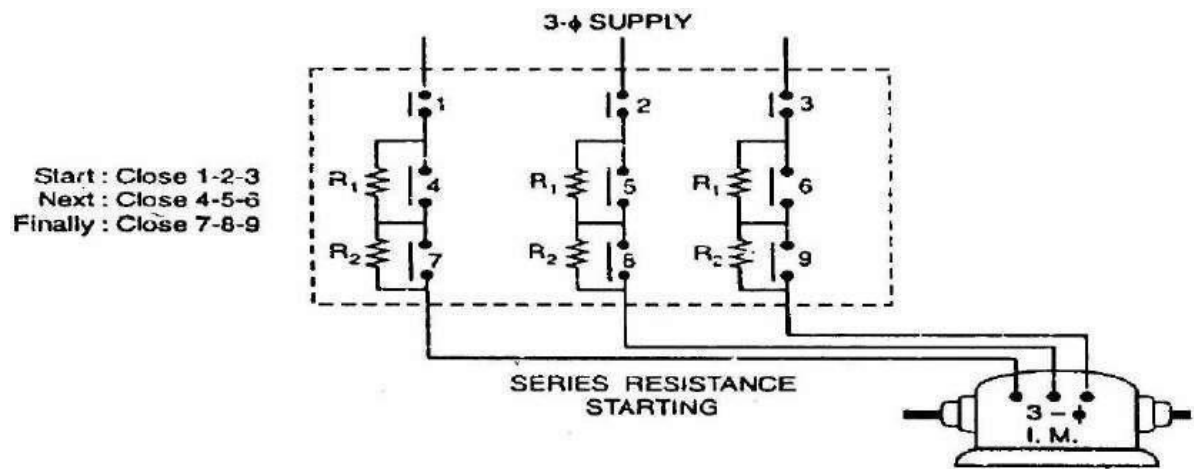 3-ϕ SUPPLY
1 2 3
Start : Close 1-2-3
Next : Close 4-5-6
Finally : Close 7-8-9
R₁ 4 R₁ 5 R₁ 6
R₂ 7 R₂ 8 R₂ 9
SERIES RESISTANCE
STARTING
3-ϕ
I. M.